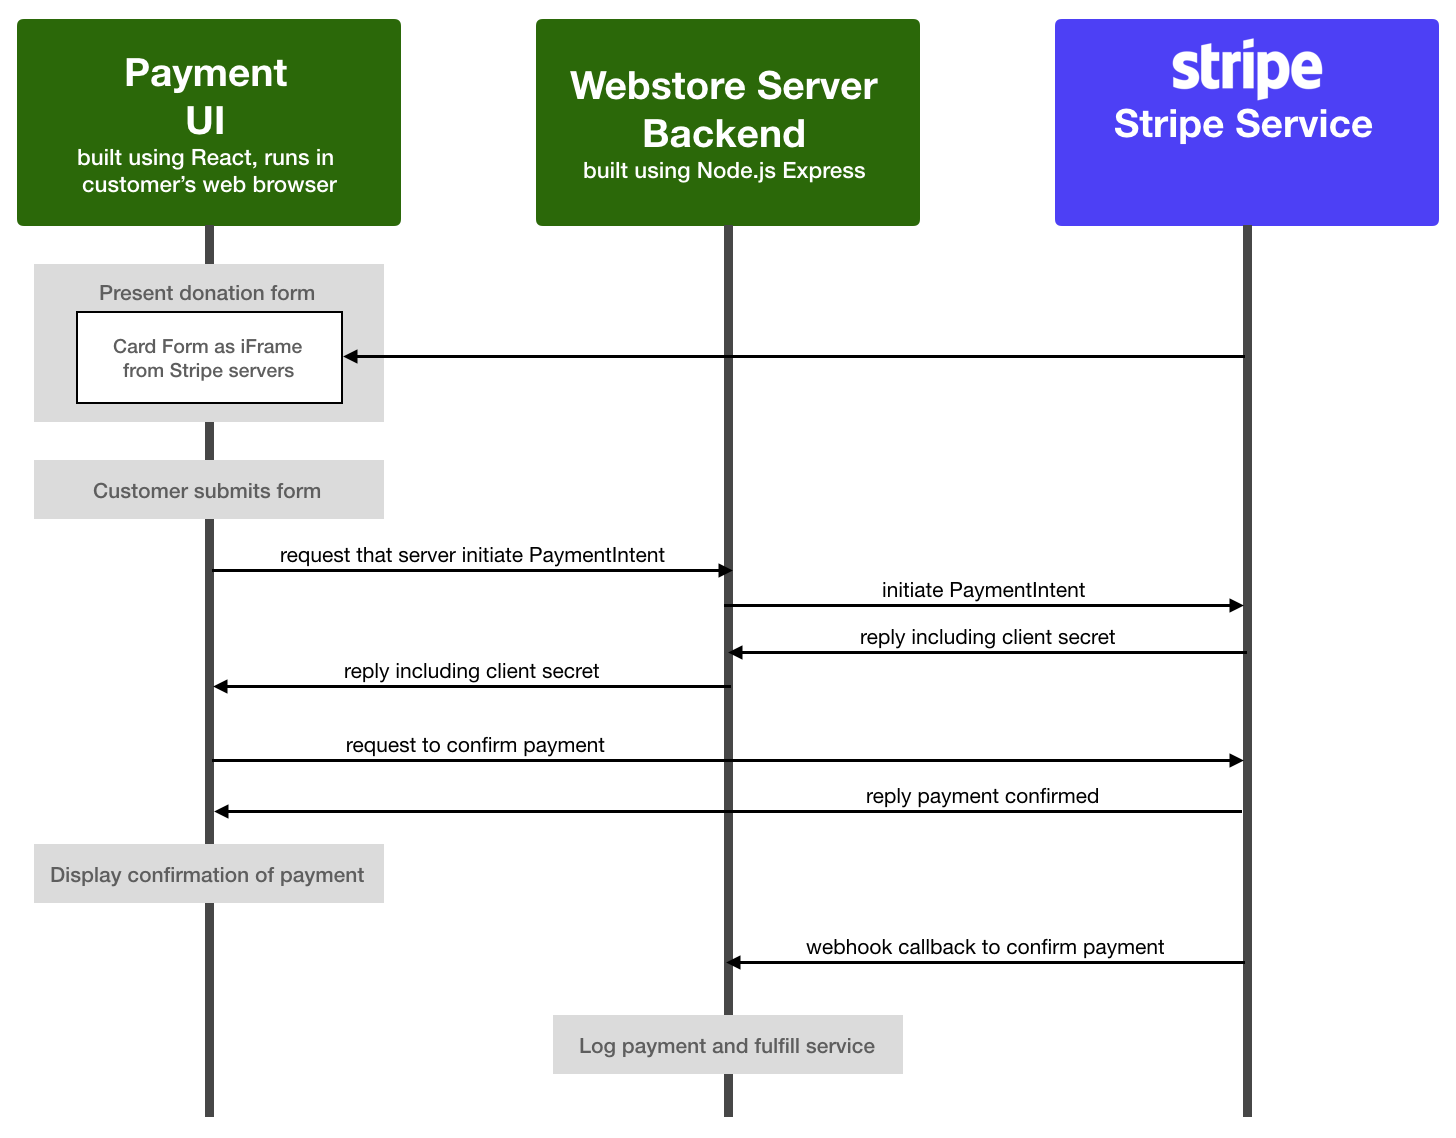 Payment
UI
built using React, runs in
customer’s web browser
Webstore Server
Backend
built using Node.js Express
stripe
Stripe Service
Present donation form
Card Form as iFrame
from Stripe servers
Customer submits form
request that server initiate PaymentIntent
initiate PaymentIntent
reply including client secret
reply including client secret
request to confirm payment
reply payment confirmed
Display confirmation of payment
webhook callback to confirm payment
Log payment and fulfill service